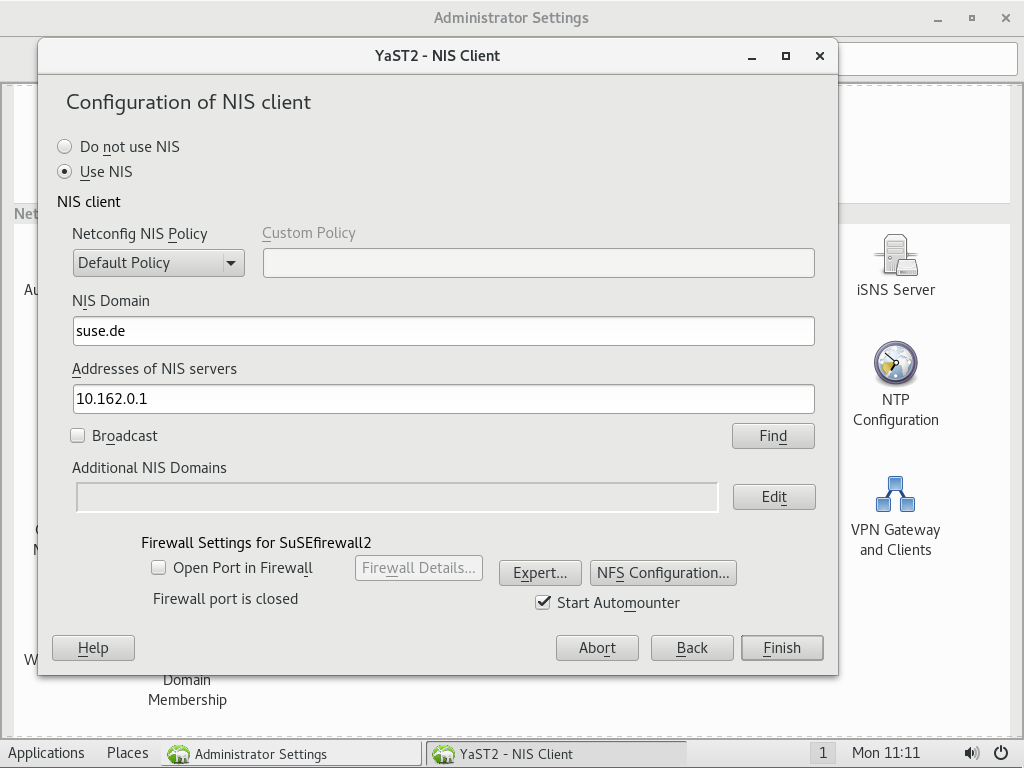 Administrator Settings
YaST2 - NIS Client
Configuration of NIS client
Do not use NIS
Use NIS
NIS client
Netconfig NIS Policy
Custom Policy
Default Policy
NIS Domain
suse.de
Addresses of NIS servers
10.162.0.1
Broadcast
Find
Additional NIS Domains
Edit
Firewall Settings for SuSEfirewall2
Open Port in Firewall
Firewall Details...
Expert...
NFS Configuration...
Firewall port is closed
Start Automounter
Help
Abort
Back
Finish
Net
Au
iSNS Server
NTP
Configuration
VPN Gateway
and Clients
W
Domain
Membership
Applications
Places
Administrator Settings
YaST2 - NIS Client
1
Mon 11:11